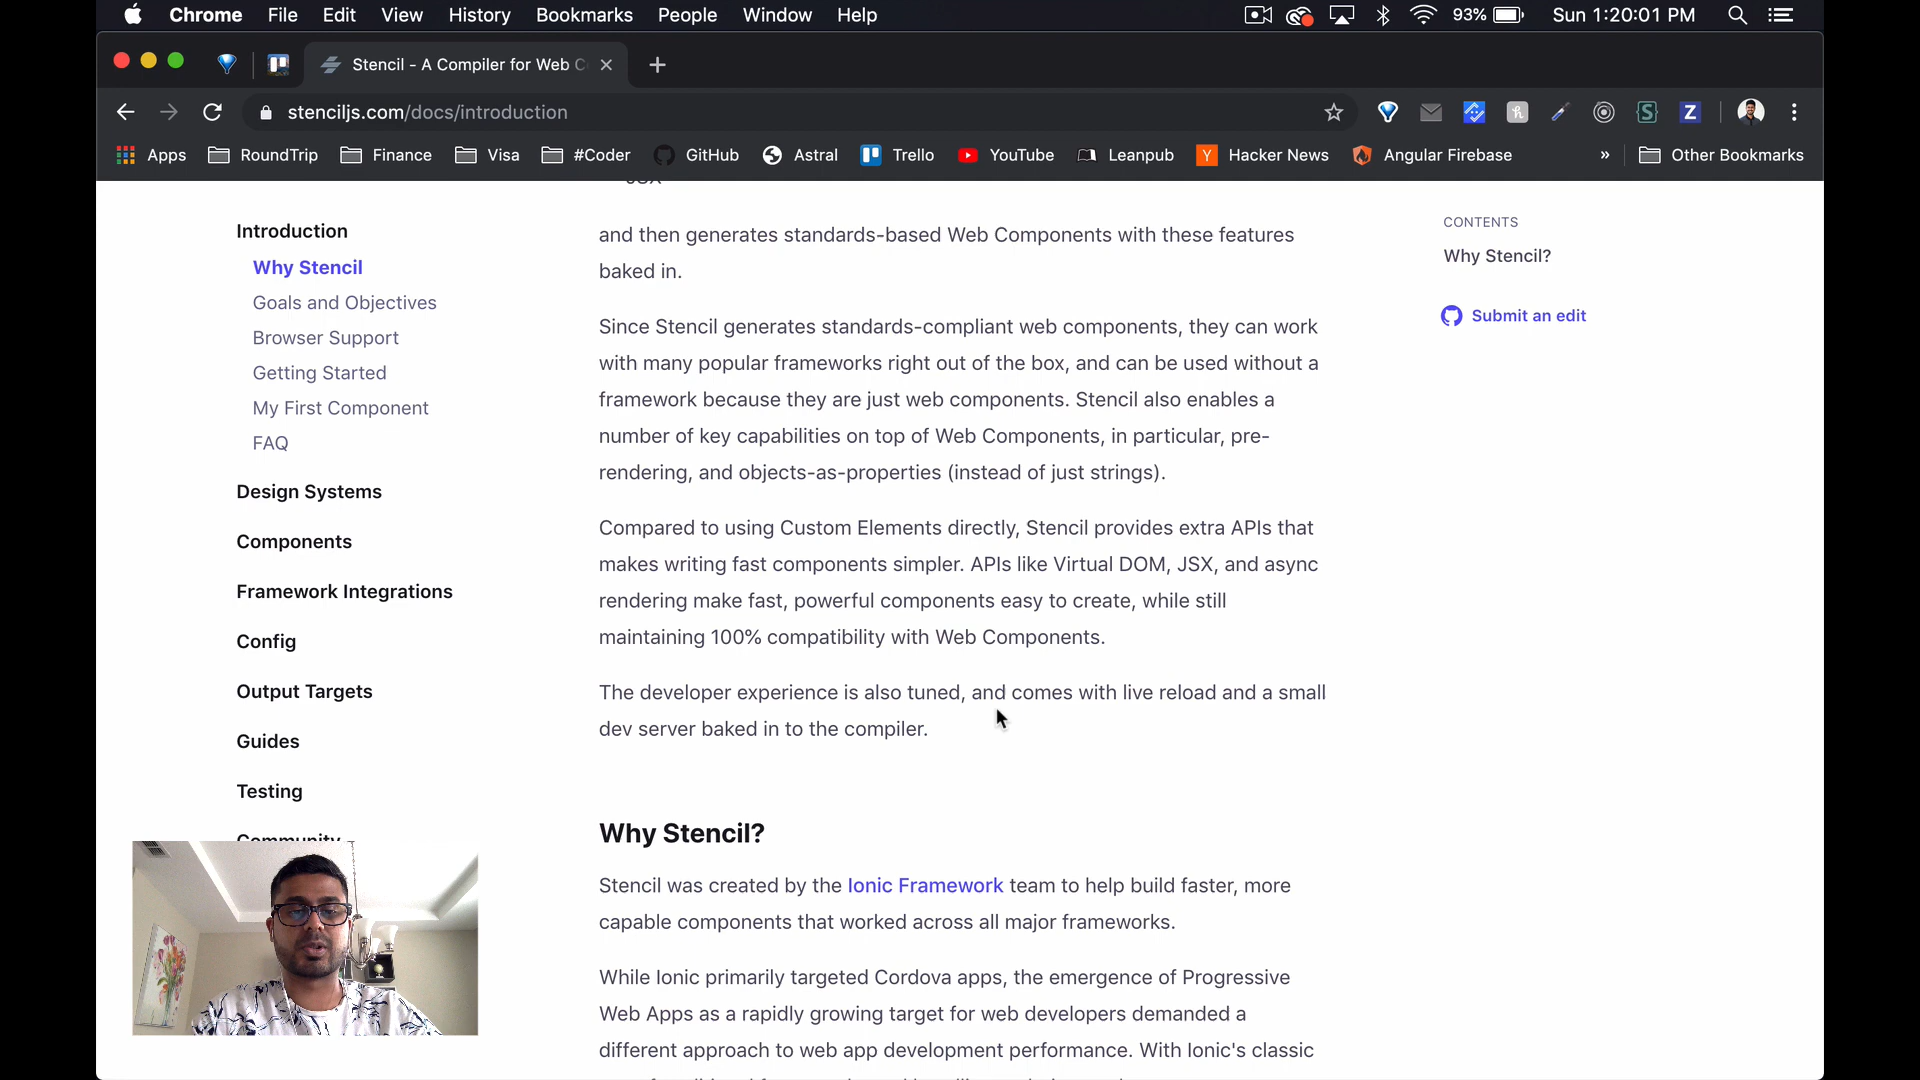 Chrome File Edit View History Bookmarks People Window Help 93% Sun 1:20:01 PM
Stencil - A Compiler for Web C
stenciljs.com/docs/introduction
Apps RoundTrip Finance Visa #Coder GitHub Astral Trello YouTube Leanpub Hacker News Angular Firebase » Other Bookmarks
JSX
Introduction
Why Stencil
Goals and Objectives
Browser Support
Getting Started
My First Component
FAQ
Design Systems
Components
Framework Integrations
Config
Output Targets
Guides
Testing
Community
and then generates standards-based Web Components with these features
baked in.
Since Stencil generates standards-compliant web components, they can work
with many popular frameworks right out of the box, and can be used without a
framework because they are just web components. Stencil also enables a
number of key capabilities on top of Web Components, in particular, pre-
rendering, and objects-as-properties (instead of just strings).
Compared to using Custom Elements directly, Stencil provides extra APIs that
makes writing fast components simpler. APIs like Virtual DOM, JSX, and async
rendering make fast, powerful components easy to create, while still
maintaining 100% compatibility with Web Components.
The developer experience is also tuned, and comes with live reload and a small
dev server baked in to the compiler.
Why Stencil?
Stencil was created by the Ionic Framework team to help build faster, more
capable components that worked across all major frameworks.
While Ionic primarily targeted Cordova apps, the emergence of Progressive
Web Apps as a rapidly growing target for web developers demanded a
different approach to web app development performance. With Ionic's classic
CONTENTS
Why Stencil?
Submit an edit